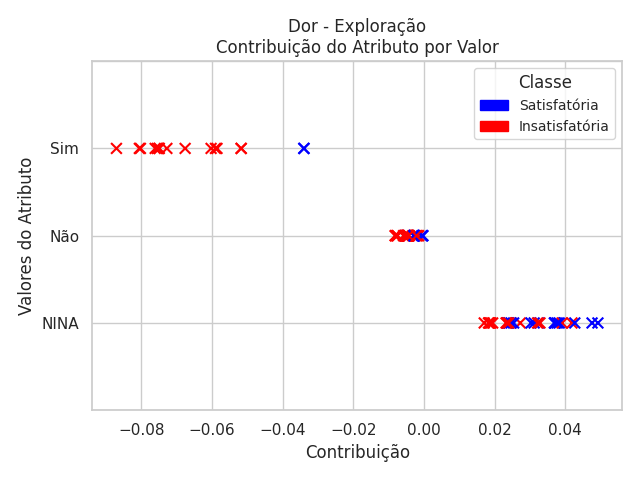 Dor - Exploração
Contribuição do Atributo por Valor
Classe
Satisfatória
Insatisfatória
Valores do Atributo
Sim
Não
NINA
−0.08
−0.06
−0.04
−0.02
0.00
0.02
0.04
Contribuição